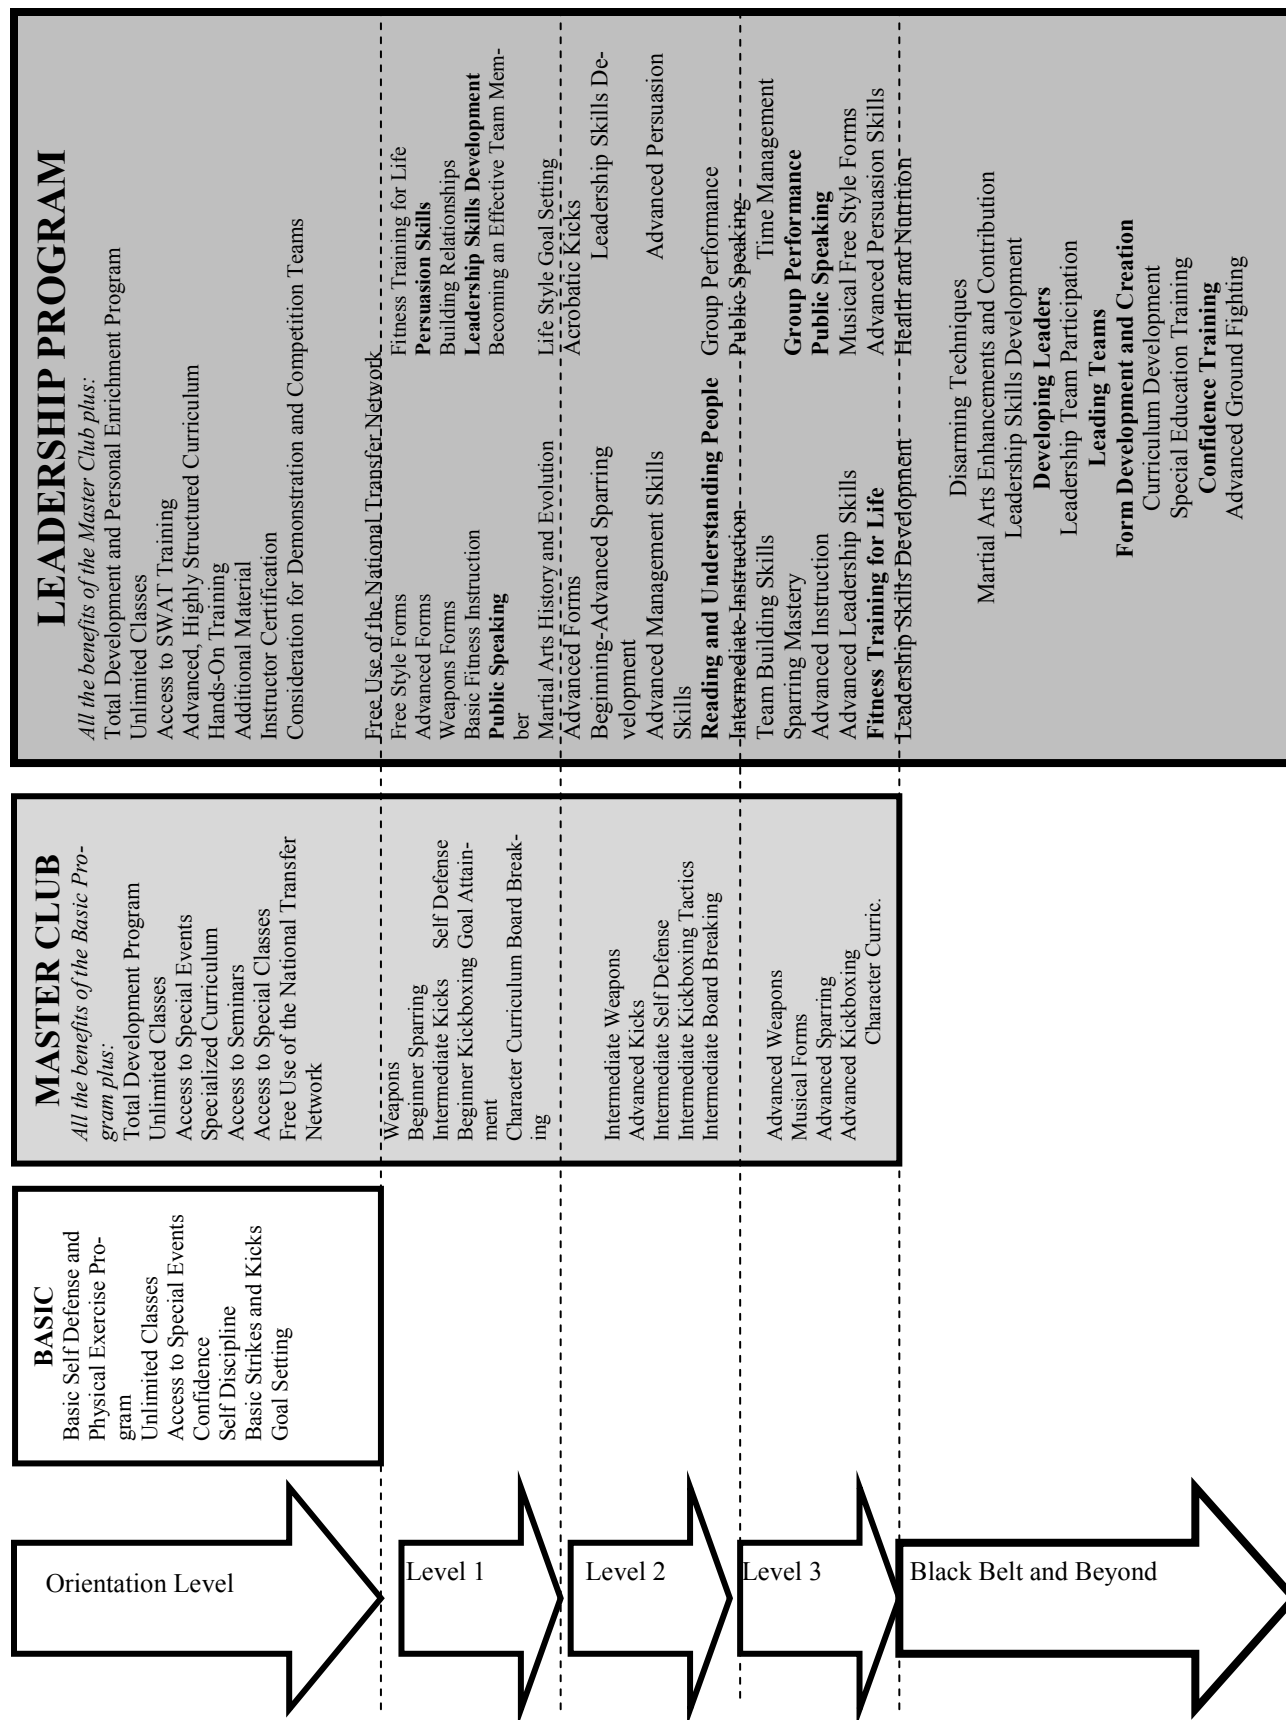 Orientation Level
Level 1
Level 2
Level 3
Black Belt and Beyond
BASIC
Basic Self Defense and
Physical Exercise Pro-
gram
Unlimited Classes
Access to Special Events
Confidence
Self Discipline
Basic Strikes and Kicks
Goal Setting
MASTER CLUB
All the benefits of the Basic Pro-
gram plus:
Total Development Program
Unlimited Classes
Access to Special Events
Specialized Curriculum
Access to Seminars
Access to Special Classes
Free Use of the National Transfer
Network
Weapons
Beginner Sparring
Intermediate Kicks Self Defense
Beginner Kickboxing Goal Attain-
ment
Character Curriculum Board Break-
ing
Intermediate Weapons
Advanced Kicks
Intermediate Self Defense
Intermediate Kickboxing Tactics
Intermediate Board Breaking
Advanced Weapons
Musical Forms
Advanced Sparring
Advanced Kickboxing
Character Curric.
LEADERSHIP PROGRAM
All the benefits of the Master Club plus:
Total Development and Personal Enrichment Program
Unlimited Classes
Access to SWAT Training
Advanced, Highly Structured Curriculum
Hands-On Training
Additional Material
Instructor Certification
Consideration for Demonstration and Competition Teams
Free Use of the National Transfer Network
Free Style Forms Fitness Training for Life
Advanced Forms Persuasion Skills
Weapons Forms Building Relationships
Basic Fitness Instruction Leadership Skills Development
Public Speaking Becoming an Effective Team Mem-
ber
Martial Arts History and Evolution Life Style Goal Setting
Advanced Forms Acrobatic Kicks
Beginning-Advanced Sparing Leadership Skills De-
velopment
Advanced Management Skills Advanced Persuasion
Skills
Reading and Understanding People Group Performance
Intermediate Instruction Public Speaking
Team Building Skills Time Management
Sparring Mastery Group Performance
Advanced Instruction Public Speaking
Advanced Leadership Skills Musical Free Style Forms
Fitness Training for Life Advanced Persuasion Skills
Leadership Skills Development Health and Nutrition
Disarming Techniques
Martial Arts Enhancements and Contribution
Leadership Skills Development
Developing Leaders
Leadership Team Participation
Leading Teams
Form Development and Creation
Curriculum Development
Special Education Training
Confidence Training
Advanced Ground Fighting